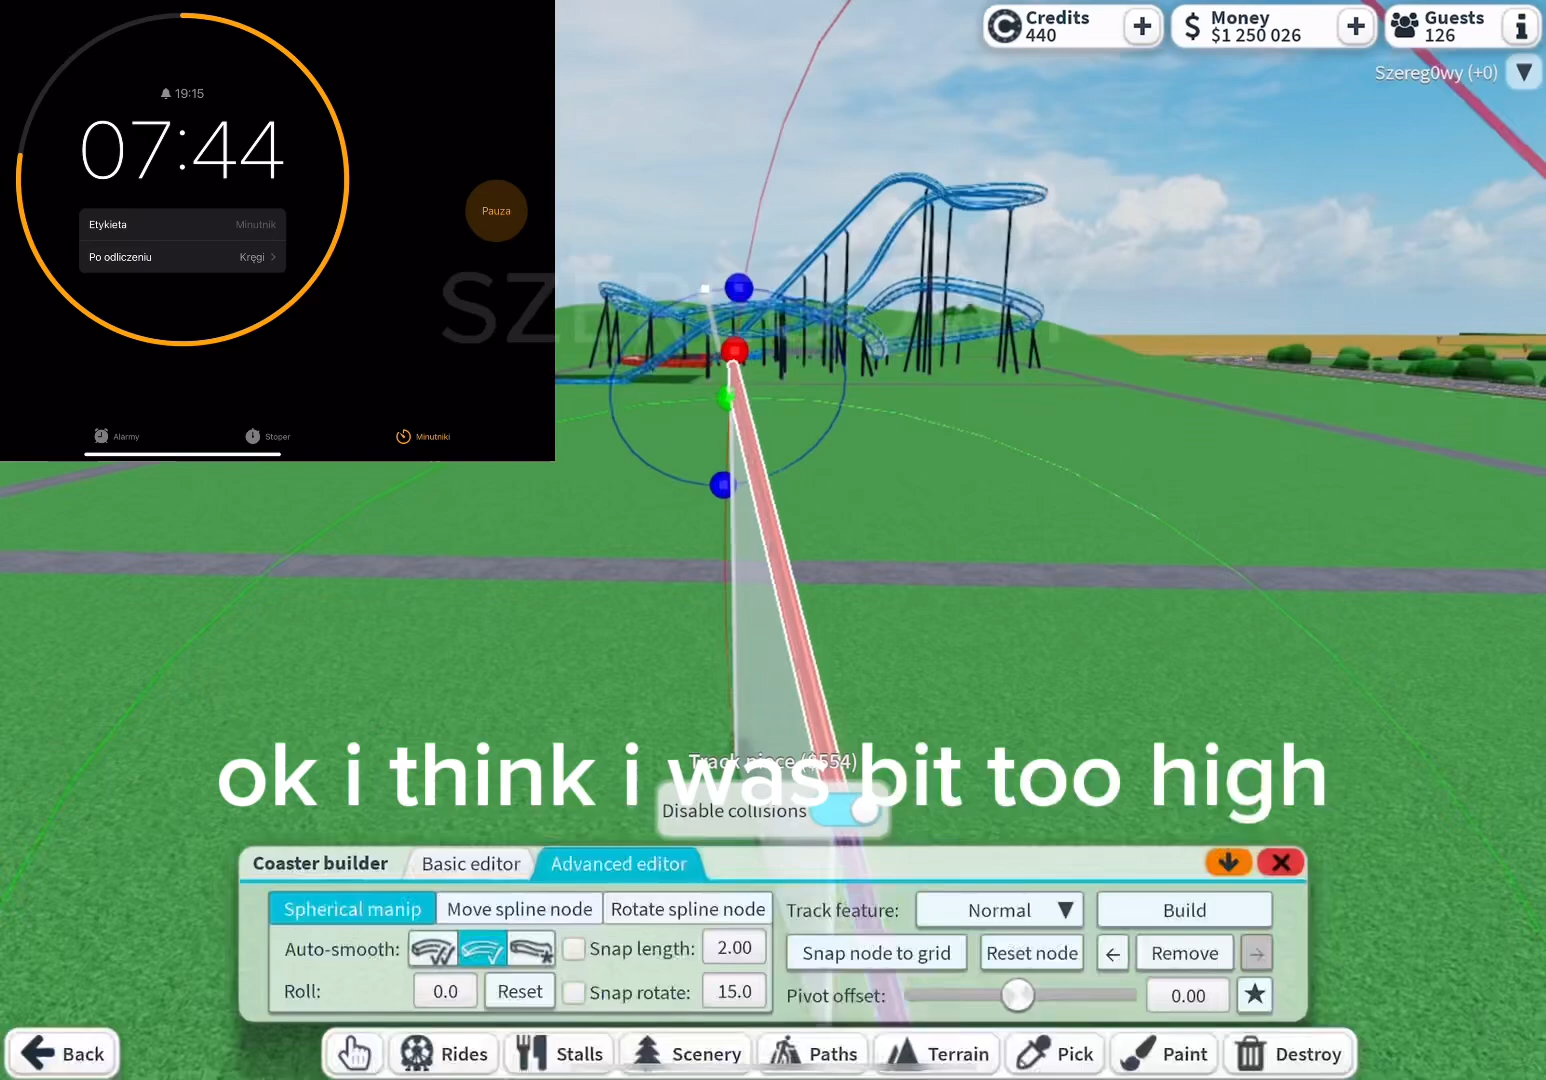 19:15
07:44
Etykieta
Minutnik
Po odliczeniu
Kręgi
Pauza
Alarmy
Stoper
Minutniki
Credits
440
Money
$1 250 026
Guests
126
Szereg0wy (+0)
ok i think i was bit too high
Disable collisions
Coaster builder
Basic editor
Advanced editor
Spherical manip
Move spline node
Rotate spline node
Auto-smooth:
Snap length:
2.00
Roll:
0.0
Reset
Snap rotate:
15.0
Track feature:
Normal
Build
Snap node to grid
Reset node
Remove
Pivot offset:
0.00
Back
Rides
Stalls
Scenery
Paths
Terrain
Pick
Paint
Destroy